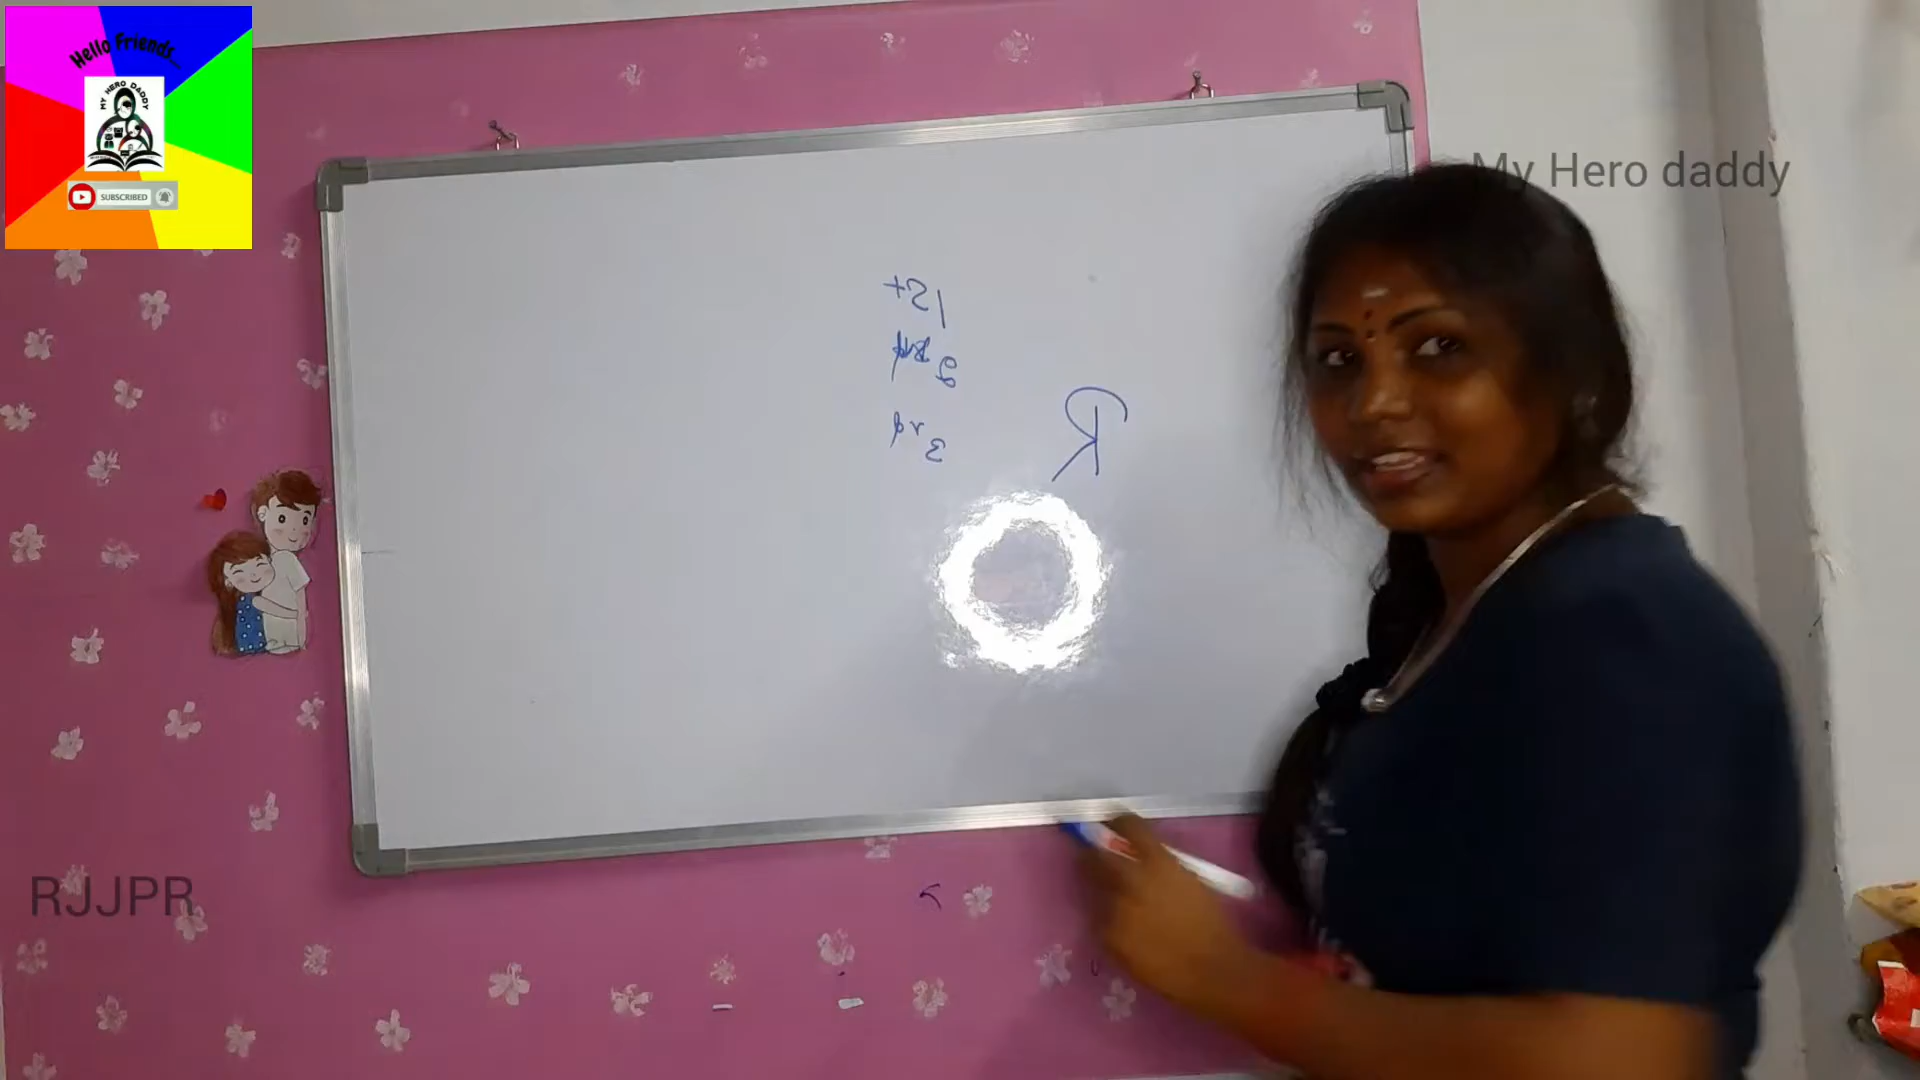 Hello Friends...
MY HERO DADDY
SUBSCRIBED
My Hero daddy
1st
3rd
R
RJJPR